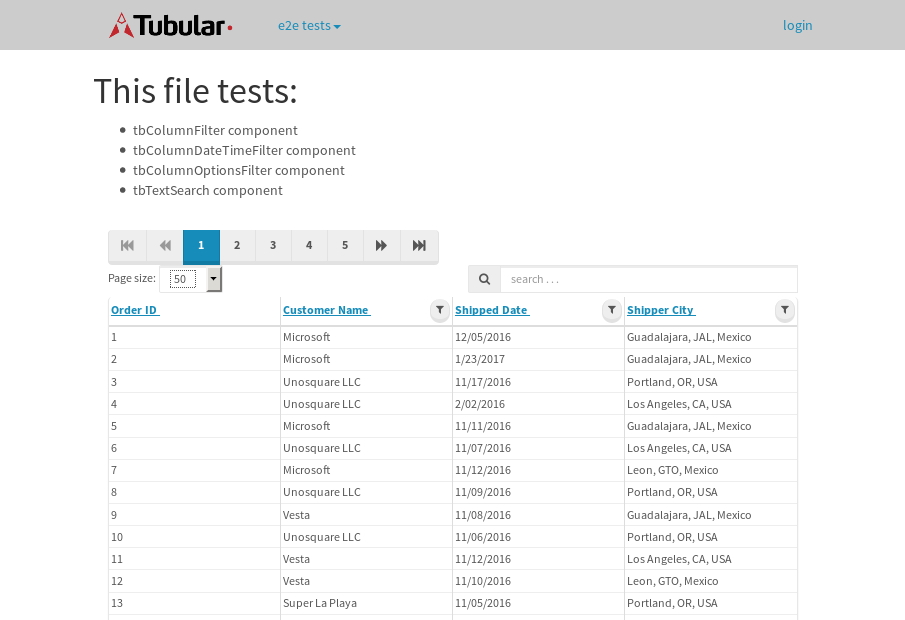 Tubular e2e tests login
This file tests:
tbColumnFilter component
tbColumnDateTimeFilter component
tbColumnOptionsFilter component
tbTextSearch component
1 2 3 4 5
Page size: 50 search . . .
Order ID Customer Name Shipped Date Shipper City
1 Microsoft 12/05/2016 Guadalajara, JAL, Mexico
2 Microsoft 1/23/2017 Guadalajara, JAL, Mexico
3 Unosquare LLC 11/17/2016 Portland, OR, USA
4 Unosquare LLC 2/02/2016 Los Angeles, CA, USA
5 Microsoft 11/11/2016 Guadalajara, JAL, Mexico
6 Unosquare LLC 11/07/2016 Los Angeles, CA, USA
7 Microsoft 11/12/2016 Leon, GTO, Mexico
8 Unosquare LLC 11/09/2016 Portland, OR, USA
9 Vesta 11/08/2016 Guadalajara, JAL, Mexico
10 Unosquare LLC 11/06/2016 Portland, OR, USA
11 Vesta 11/12/2016 Los Angeles, CA, USA
12 Vesta 11/10/2016 Leon, GTO, Mexico
13 Super La Playa 11/05/2016 Portland, OR, USA